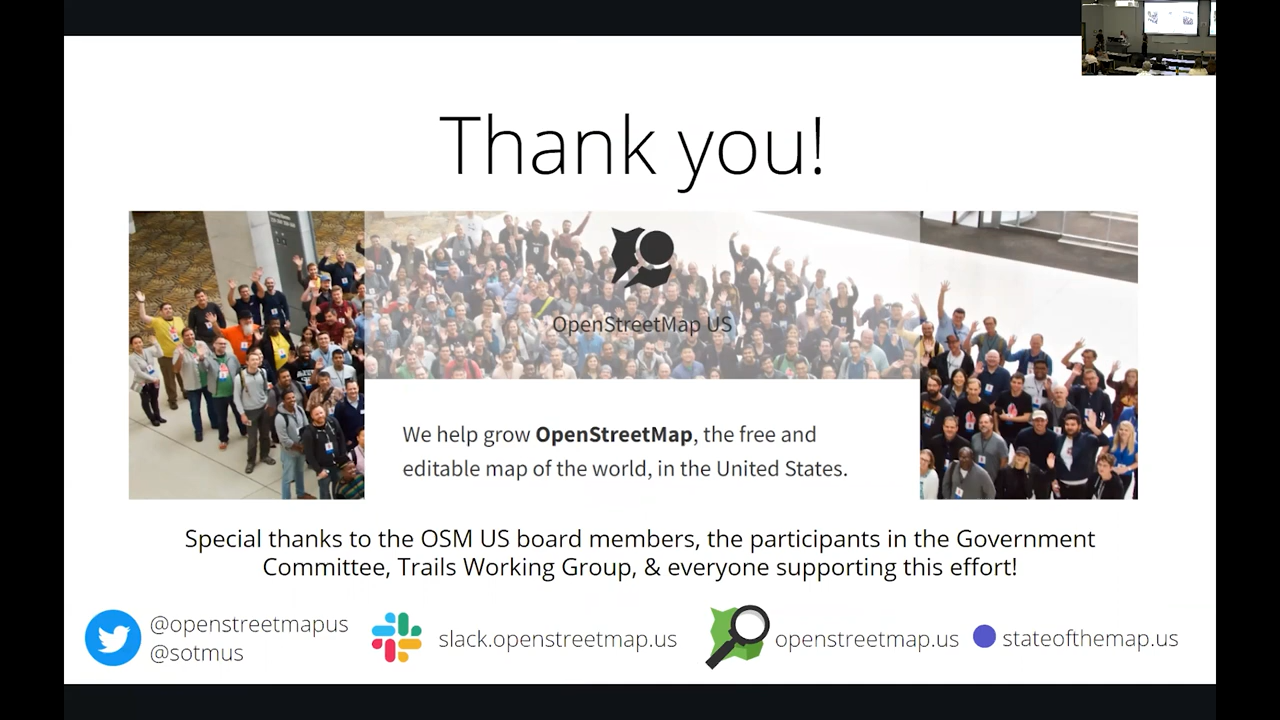 Thank you!
OpenStreetMap US
We help grow OpenStreetMap, the free and
editable map of the world, in the United States.
Special thanks to the OSM US board members, the participants in the Government
Committee, Trails Working Group, & everyone supporting this effort!
@openstreetmapus
@sotmus
slack.openstreetmap.us
openstreetmap.us
stateofthemap.us